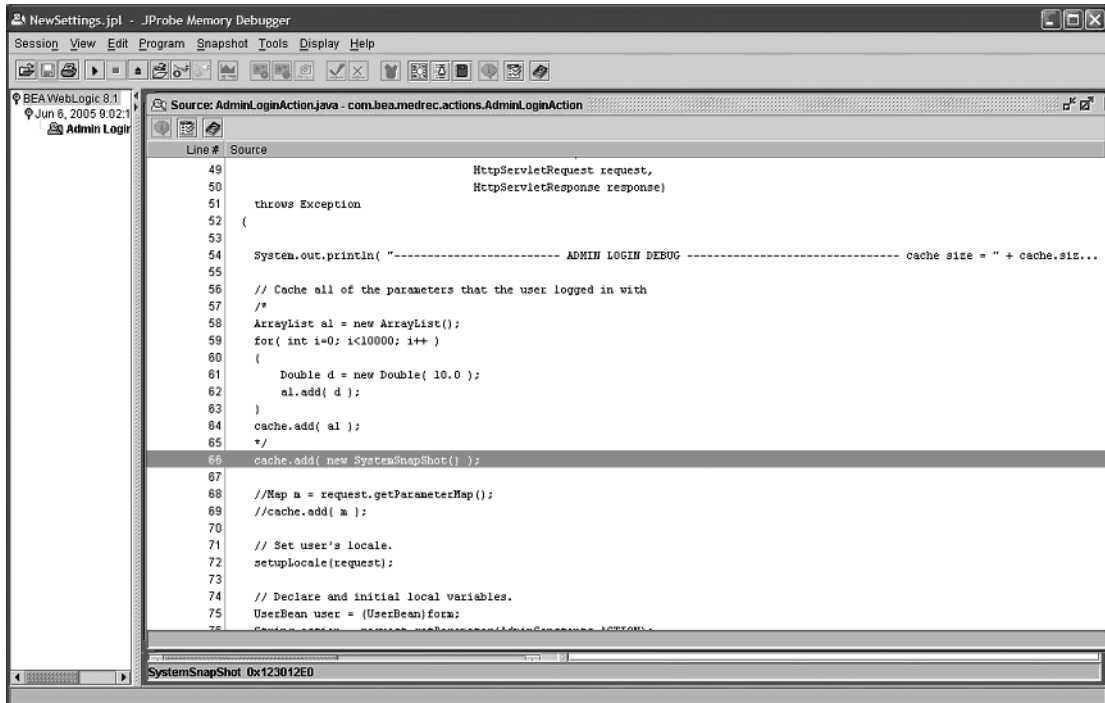 NewSettings.jpl - JProbe Memory Debugger
Session View Edit Program Snapshot Tools Display Help
BEA WebLogic 8.1
Jun 6, 2005 9:02:1
Admin Login
Source: AdminLoginAction.java - com.bea.medrec.actions.AdminLoginAction
Line # Source
49 HttpServletRequest request,
50 HttpServletResponse response)
51 throws Exception
52 {
53
54 System.out.println( "------------------------- ADMIN LOGIN DEBUG -------------------------------- cache size = " + cache.siz...
55
56 // Cache all of the parameters that the user logged in with
57 /*
58 ArrayList al = new ArrayList();
59 for( int i=0; i<10000; i++ )
60 {
61 Double d = new Double( 10.0 );
62 al.add( d );
63 }
64 cache.add( al );
65 */
66 cache.add( new SystemSnapShot() );
67
68 //Map m = request.getParameterMap();
69 //cache.add( m );
70
71 // Set user's locale.
72 setupLocale(request);
73
74 // Declare and initial local variables.
75 UserBean user = (UserBean)form;
SystemSnapShot 0x123012E0